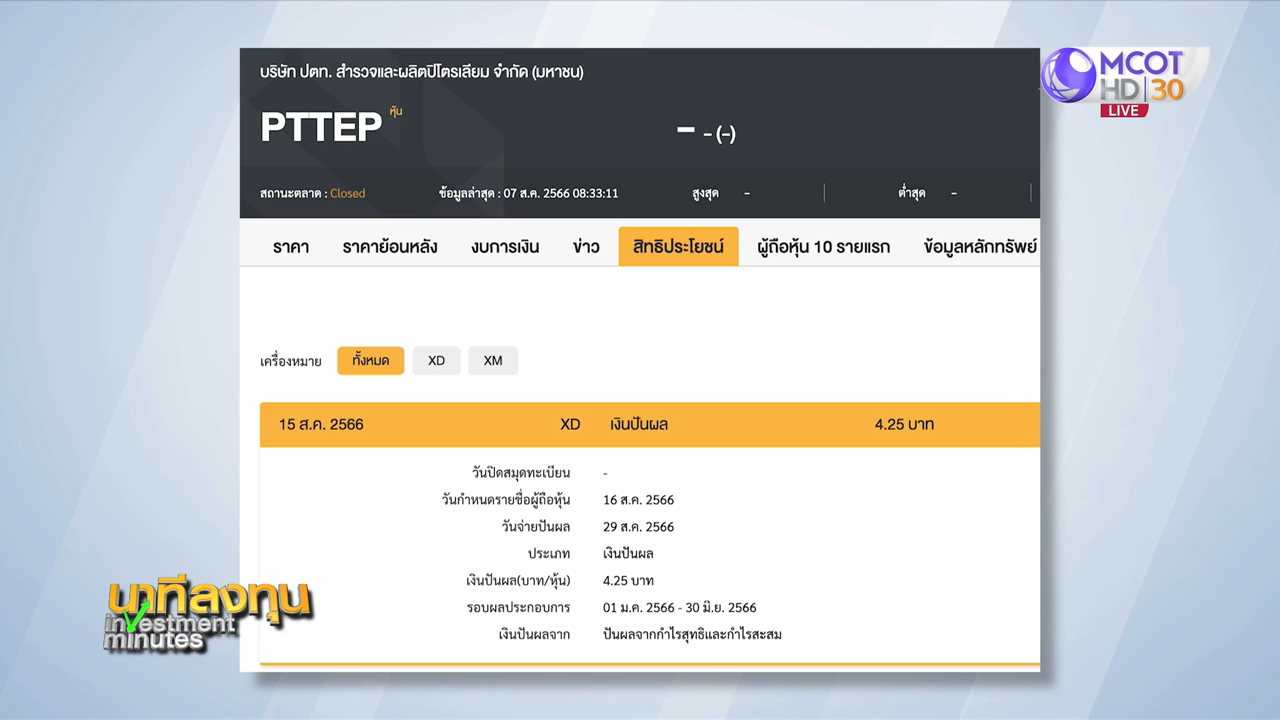 บริษัท ปตท. สำรวจและผลิตปิโตรเลียม จำกัด (มหาชน)
PTTEP หุ้น
– – (–)
สถานะตลาด : Closed ข้อมูลล่าสุด : 07 ส.ค. 2566 08:33:11 สูงสุด – ต่ำสุด –
ราคา ราคาย้อนหลัง งบการเงิน ข่าว สิทธิประโยชน์ ผู้ถือหุ้น 10 รายแรก ข้อมูลหลักทรัพย์
เครื่องหมาย ทั้งหมด XD XM
15 ส.ค. 2566 XD เงินปันผล 4.25 บาท
วันปิดสมุดทะเบียน -
วันกำหนดรายชื่อผู้ถือหุ้น 16 ส.ค. 2566
วันจ่ายปันผล 29 ส.ค. 2566
ประเภท เงินปันผล
เงินปันผล(บาท/หุ้น) 4.25 บาท
รอบผลประกอบการ 01 ม.ค. 2566 - 30 มิ.ย. 2566
เงินปันผลจาก ปันผลจากกำไรสุทธิและกำไรสะสม
MCOT
HD 30
LIVE
นาทีลงทุน
investment
minutes